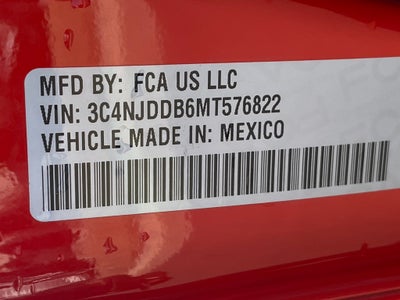 MFD BY: FCA US LLC
VIN: 3C4NJDDB6MT576822
VEHICLE MADE IN: MEXICO